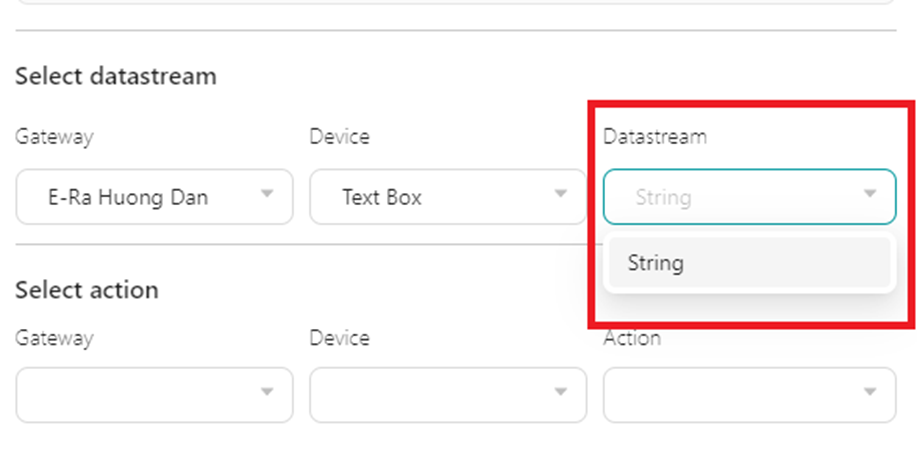 Select datastream
Gateway Device Datastream
E-Ra Huong Dan Text Box String
String
Select action
Gateway Device Action